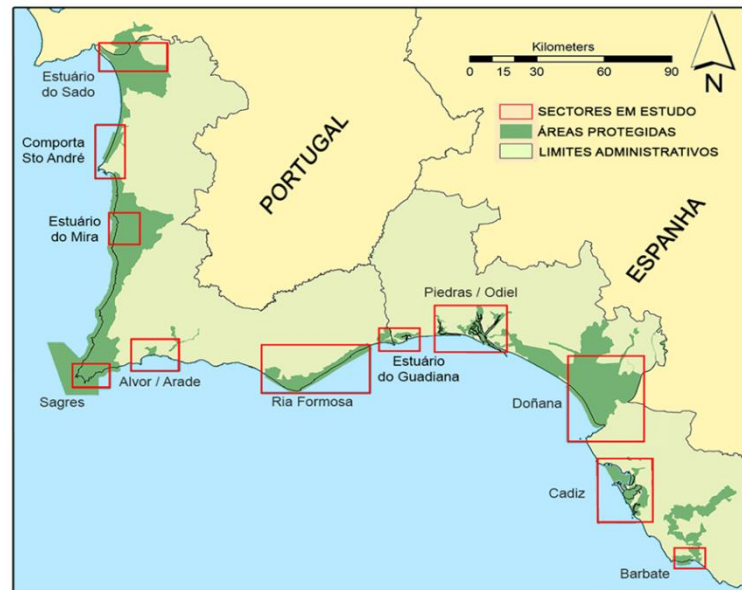 Kilometers
0 15 30 60 90
N
SECTORES EM ESTUDO
ÁREAS PROTEGIDAS
LIMITES ADMINISTRATIVOS
Estuário
do Sado
Comporta
Sto André
PORTUGAL
Estuário
do Mira
ESPANHA
Piedras / Odiel
Sagres
Alvor / Arade
Ria Formosa
Estuário
do Guadiana
Doñana
Cadiz
Barbate